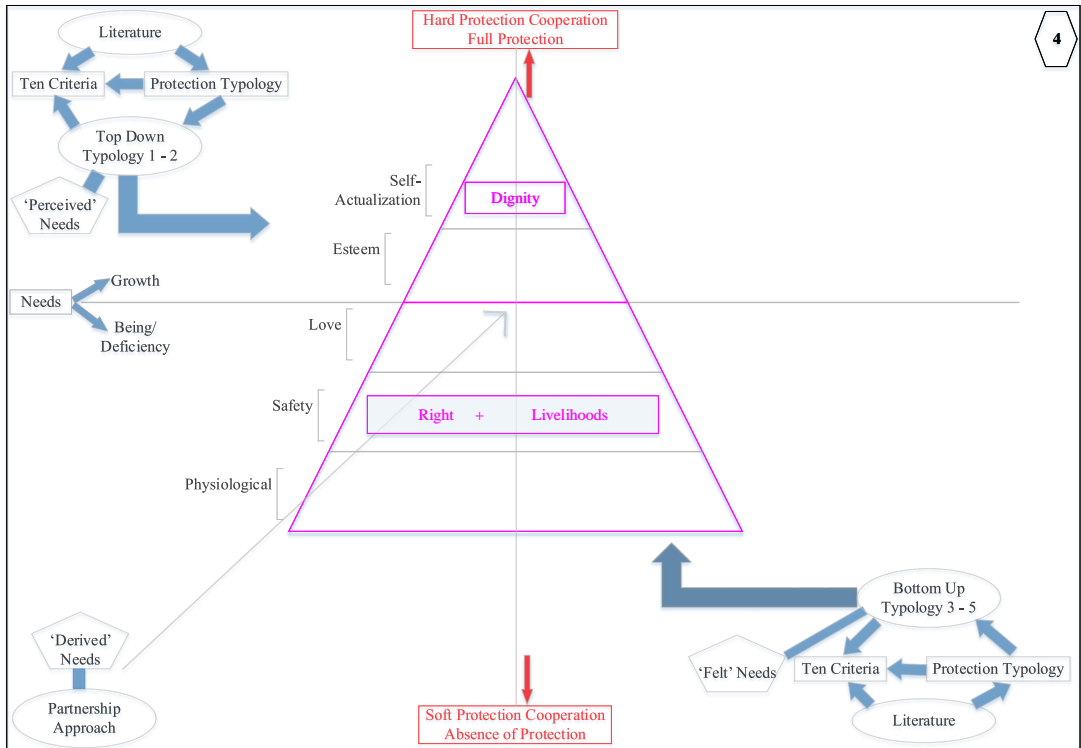 Literature
Ten Criteria
Protection Typology
Top Down
Typology 1 - 2
‘Perceived’
Needs
Hard Protection Cooperation
Full Protection
4
Self-
Actualization
Dignity
Esteem
Needs
Growth
Being/
Deficiency
Love
Safety
Right + Livelihoods
Physiological
‘Derived’
Needs
Partnership
Approach
Soft Protection Cooperation
Absence of Protection
Bottom Up
Typology 3 - 5
‘Felt’ Needs
Ten Criteria
Protection Typology
Literature